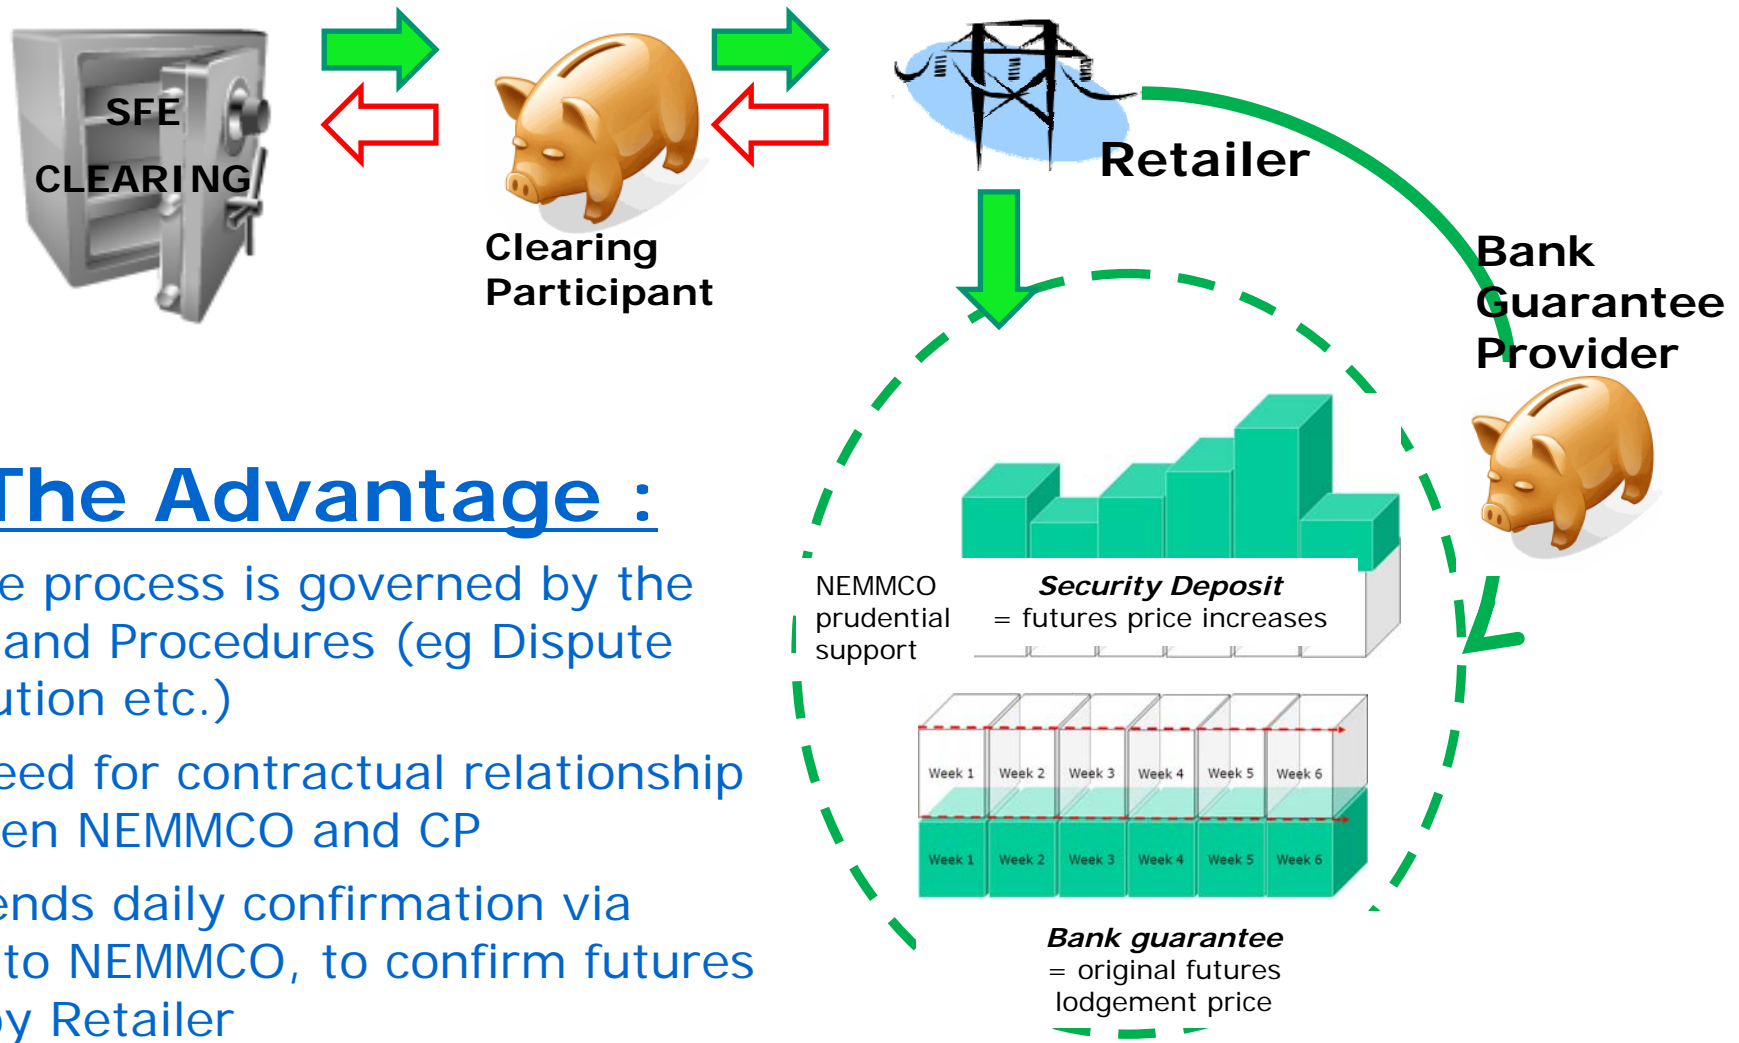 SFE
CLEARING
Clearing
Participant
Retailer
Bank
Guarantee
Provider
The Advantage :
e process is governed by the
and Procedures (eg Dispute
ution etc.)
eed for contractual relationship
en NEMMCO and CP
ends daily confirmation via
to NEMMCO, to confirm futures
by Retailer
NEMMCO
prudential
support
Security Deposit
= futures price increases
Week 1 Week 2 Week 3 Week 4 Week 5 Week 6
Week 1 Week 2 Week 3 Week 4 Week 5 Week 6
Bank guarantee
= original futures
lodgement price